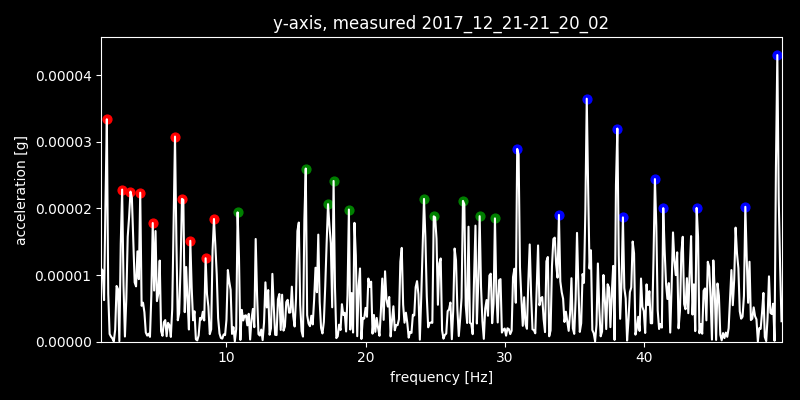 y-axis, measured 2017_12_21-21_20_02
0.00004
0.00003
0.00002
0.00001
0.00000
acceleration [g]
10 20 30 40
frequency [Hz]